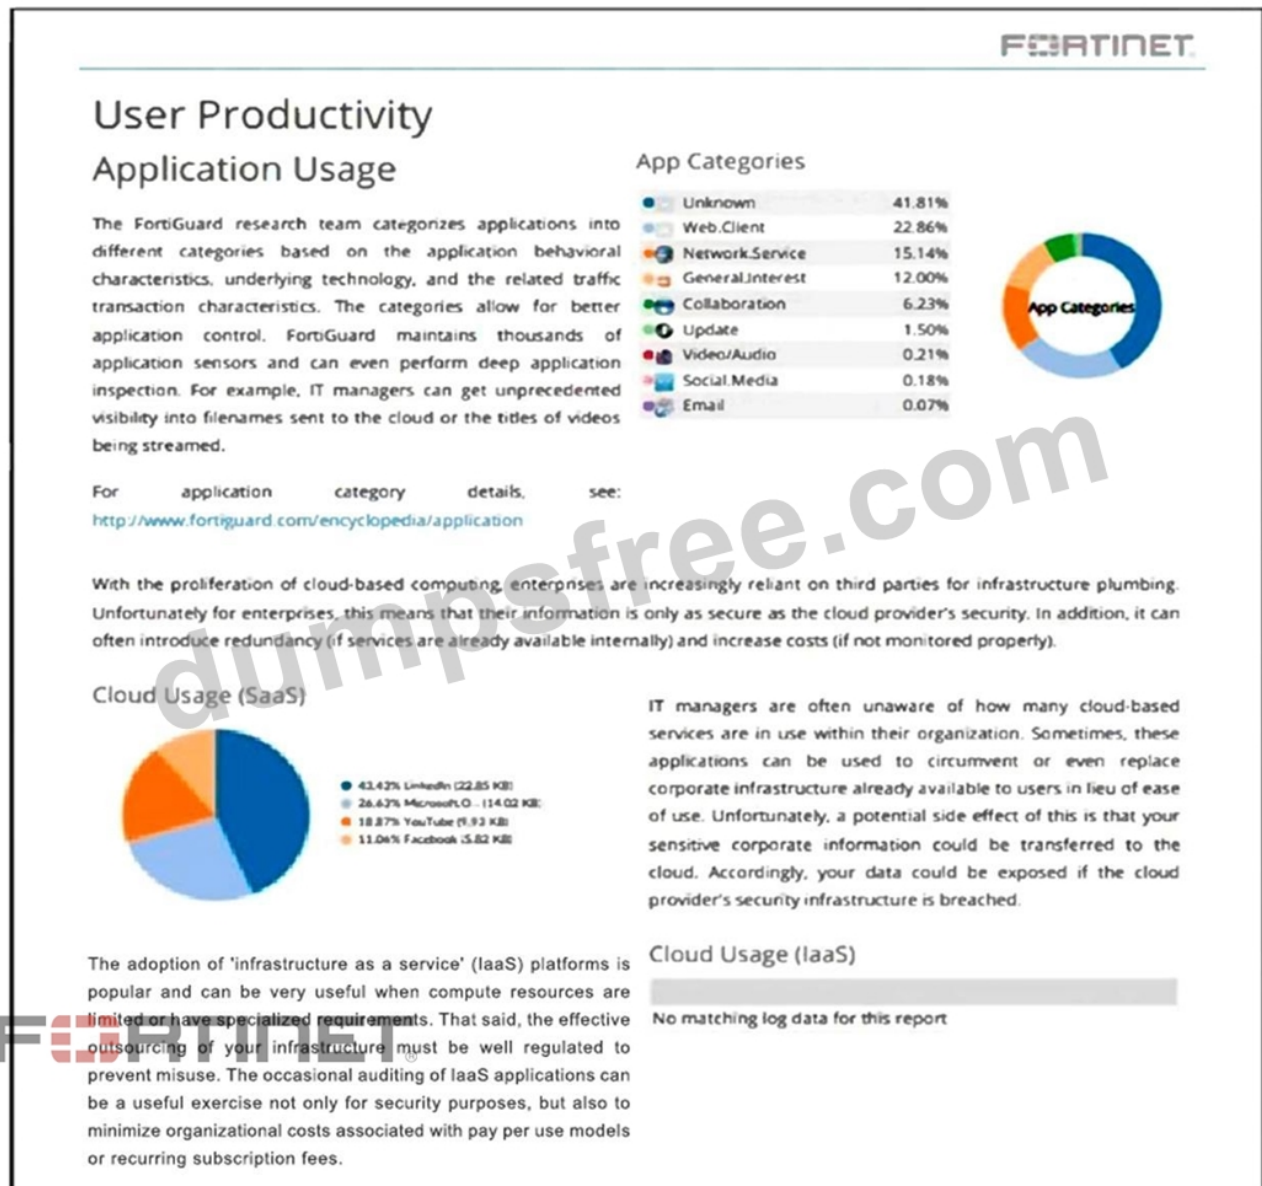 FORTINET
User Productivity
Application Usage
The FortiGuard research team categorizes applications into
different categories based on the application behavioral
characteristics, underlying technology, and the related traffic
transaction characteristics. The categories allow for better
application control. FortiGuard maintains thousands of
application sensors and can even perform deep application
inspection. For example, IT managers can get unprecedented
visibility into filenames sent to the cloud or the titles of videos
being streamed.
For application category details, see:
http://www.fortiguard.com/encyclopedia/application
App Categories
Unknown 41.81%
Web.Client 22.86%
Network.Service 15.14%
General.Interest 12.00%
Collaboration 6.23%
Update 1.50%
Video/Audio 0.21%
Social.Media 0.18%
Email 0.07%
App Categories
With the proliferation of cloud-based computing, enterprises are increasingly reliant on third parties for infrastructure plumbing.
Unfortunately for enterprises, this means that their information is only as secure as the cloud provider's security. In addition, it can
often introduce redundancy (if services are already available internally) and increase costs (if not monitored properly).
dumpsfree.com
Cloud Usage (SaaS)
43.43% LinkedIn (22.85 KB)
26.63% Microsoft.O... (14.02 KB)
18.87% YouTube (9.93 KB)
11.06% Facebook (5.82 KB)
IT managers are often unaware of how many cloud-based
services are in use within their organization. Sometimes, these
applications can be used to circumvent or even replace
corporate infrastructure already available to users in lieu of ease
of use. Unfortunately, a potential side effect of this is that your
sensitive corporate information could be transferred to the
cloud. Accordingly, your data could be exposed if the cloud
provider's security infrastructure is breached.
The adoption of 'infrastructure as a service' (IaaS) platforms is
popular and can be very useful when compute resources are
limited or have specialized requirements. That said, the effective
outsourcing of your infrastructure must be well regulated to
prevent misuse. The occasional auditing of IaaS applications can
be a useful exercise not only for security purposes, but also to
minimize organizational costs associated with pay per use models
or recurring subscription fees.
FORTINET®
Cloud Usage (IaaS)
No matching log data for this report